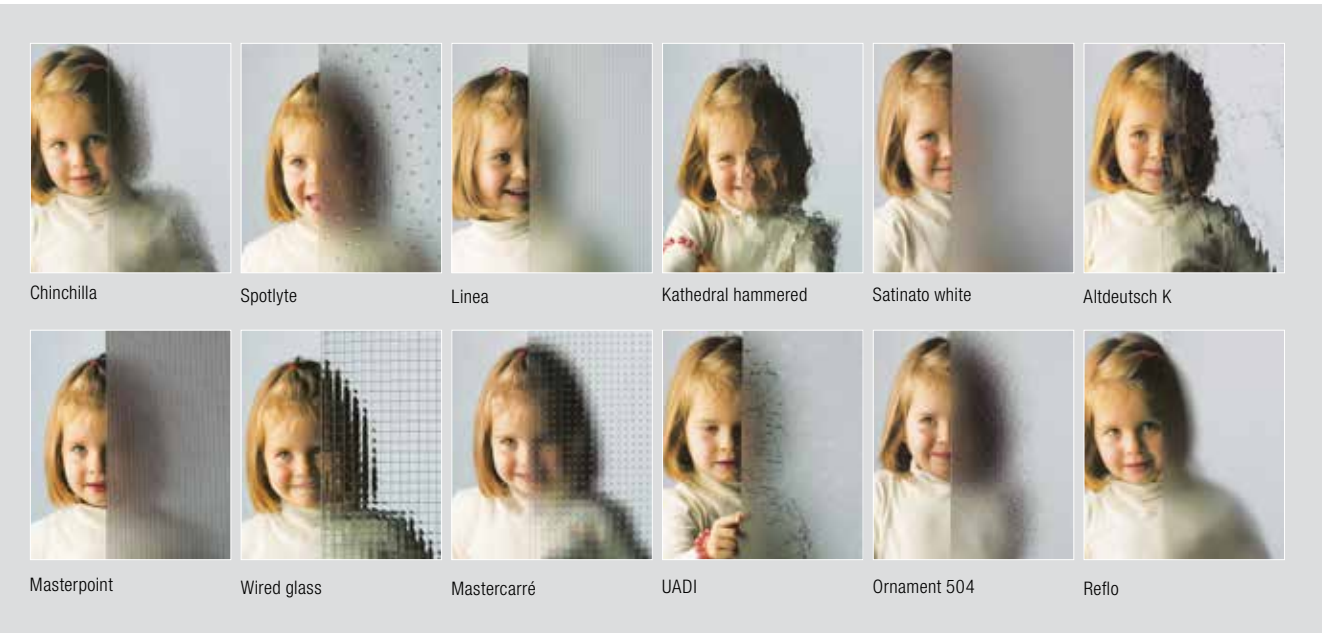 Chinchilla
Spotlyte
Linea
Kathedral hammered
Satinato white
Altdeutsch K
Masterpoint
Wired glass
Mastercarré
UADI
Ornament 504
Reflo